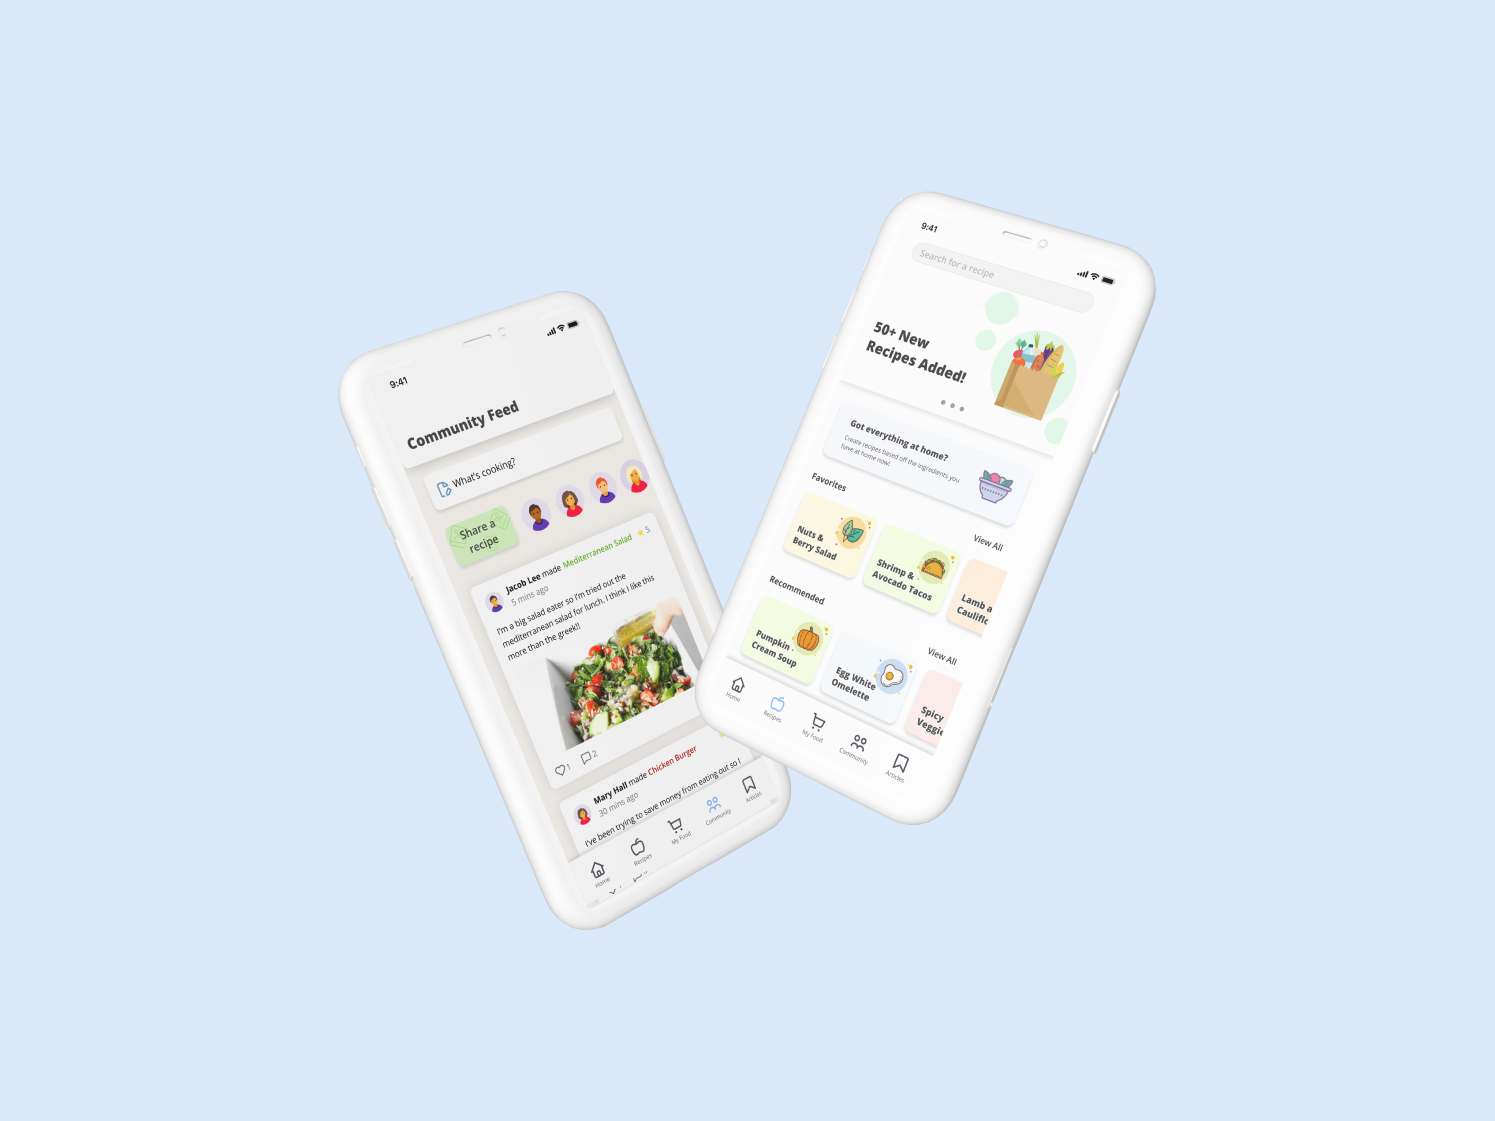 9:41
Community Feed
What's cooking?
Share a
recipe
Jacob Lee made Mediterranean Salad 5
5 mins ago
I'm a big salad eater so I'm tried out the
mediterranean salad for lunch. I think I like this
more than the greek!!
1 2
Mary Hall made Chicken Burger
30 mins ago
I've been trying to save money from eating out so I
Home
Recipes
My Food
Community
Articles
9:41
Search for a recipe
50+ New
Recipes Added!
Got everything at home?
Create recipes based off the ingredients you
have at home now!
Favorites
View All
Nuts &
Berry Salad
Shrimp &
Avocado Tacos
Lamb a
Caulific
Recommended
View All
Pumpkin
Cream Soup
Egg White
Omelette
Spicy
Veggie
Home
Recipes
My Food
Community
Articles